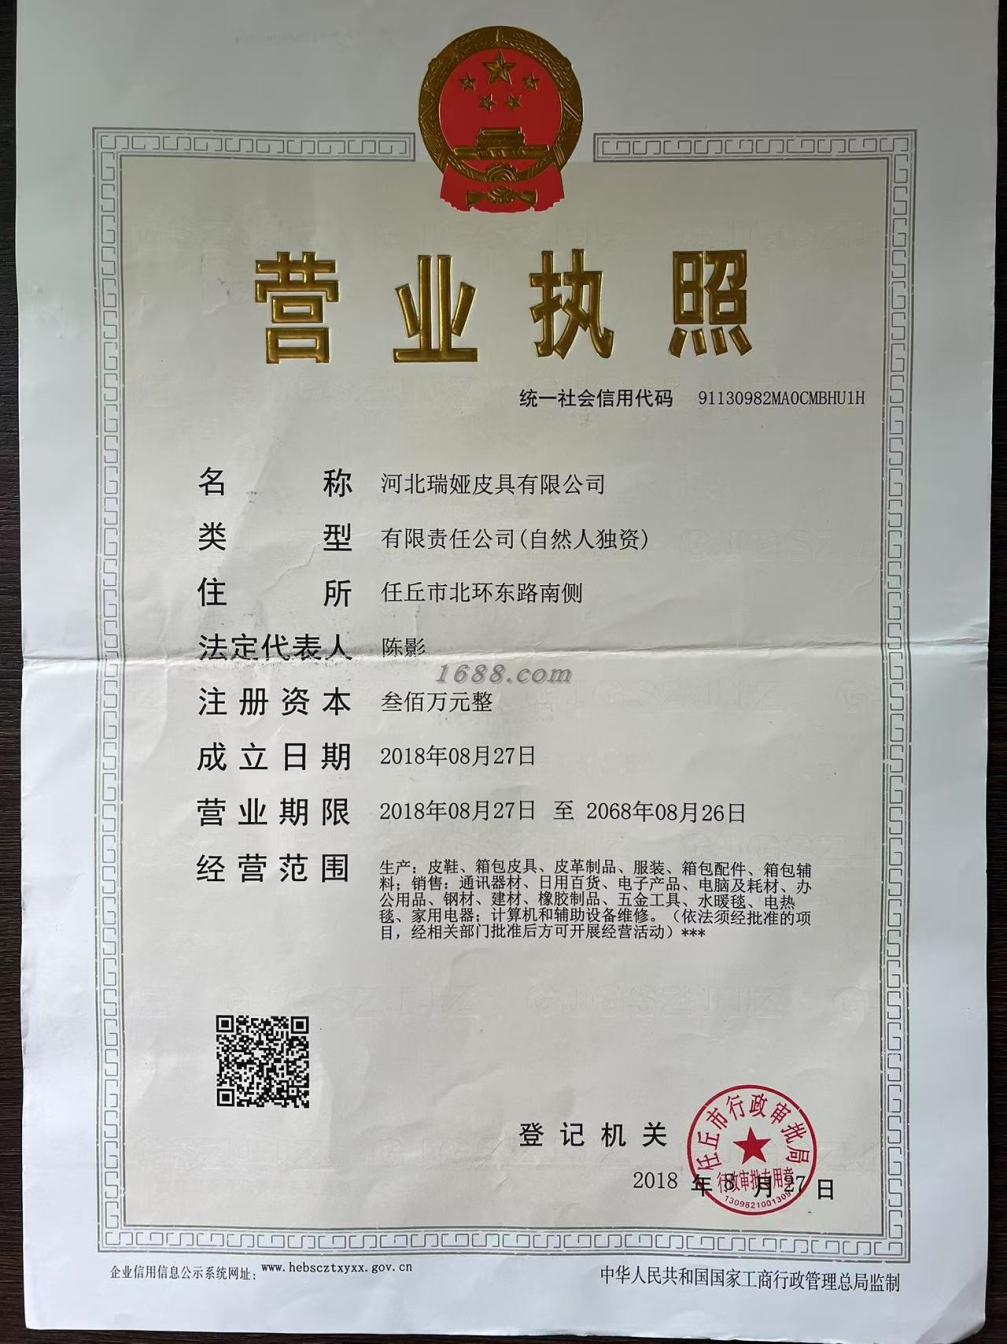 营业执照
统一社会信用代码 91130982MA0CMBHU1H
名称 河北瑞娅皮具有限公司
类型 有限责任公司(自然人独资)
住所 任丘市北环东路南侧
法定代表人 陈影
1688.com
注册资本 叁佰万元整
成立日期 2018年08月27日
营业期限 2018年08月27日 至 2068年08月26日
经营范围 生产：皮鞋、箱包皮具、皮革制品、服装、箱包配件、箱包辅
料；销售：通讯器材、日用百货、电子产品、电脑及耗材、办
公用品、钢材、建材、橡胶制品、五金工具、水暖毯、电热
毯、家用电器；计算机和辅助设备维修。（依法须经批准的项
目，经相关部门批准后方可开展经营活动）***
登记机关
任丘市行政审批局
行政审批专用章
2018 年 8 月 27 日
企业信用信息公示系统网址：www.hebscztxyxx.gov.cn
中华人民共和国国家工商行政管理总局监制